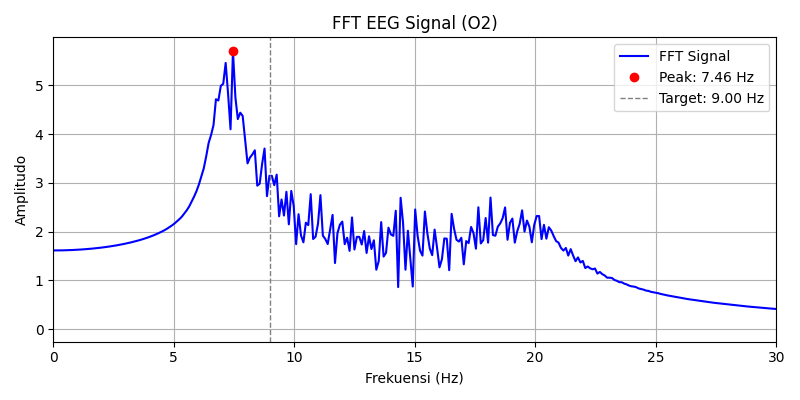 FFT EEG Signal (O2)
FFT Signal
Peak: 7.46 Hz
Target: 9.00 Hz
Amplitudo
5
4
3
2
1
0
0 5 10 15 20 25 30
Frekuensi (Hz)